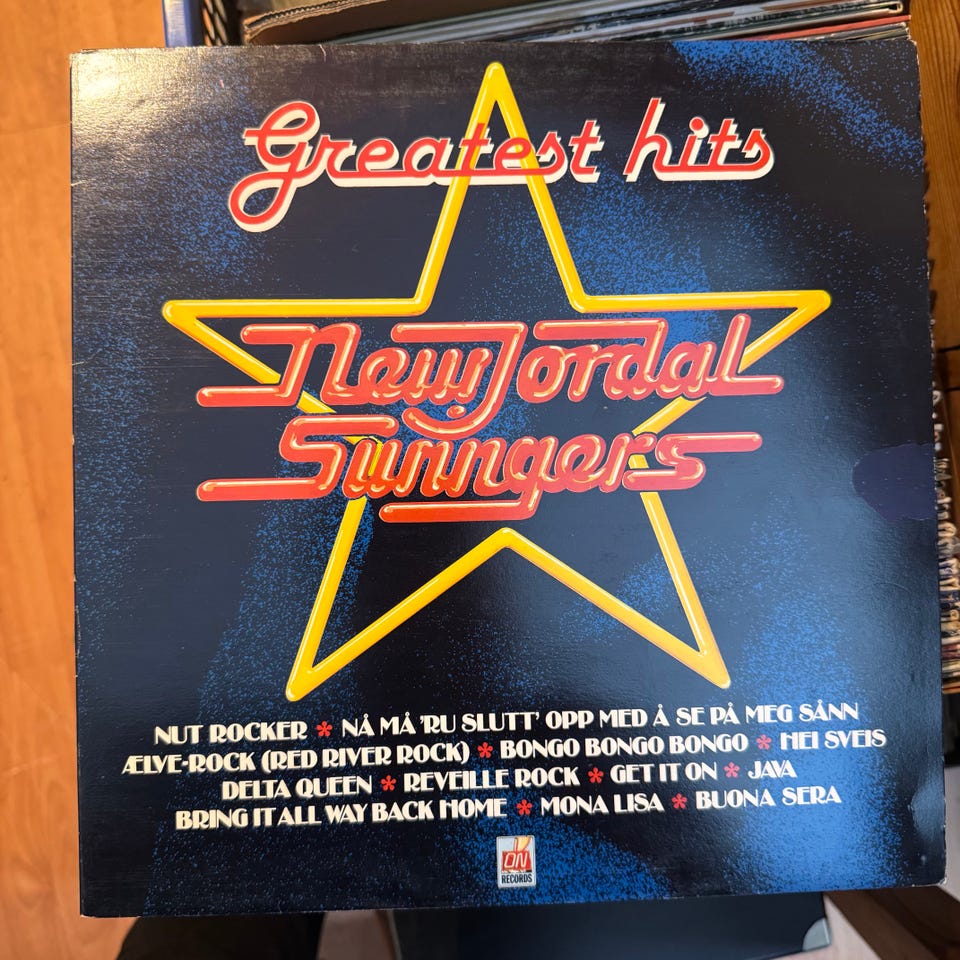 Greatest hits
New Jordal
Swingers
NUT ROCKER * NÅ MÅ 'RU SLUTT' OPP MED Å SE PÅ MEG SÅNN
ÆLVE-ROCK (RED RIVER ROCK) * BONGO BONGO BONGO * HEI SVEIS
DELTA QUEEN * REVEILLE ROCK * GET IT ON * JAVA
BRING IT ALL WAY BACK HOME * MONA LISA * BUONA SERA
ON
RECORDS